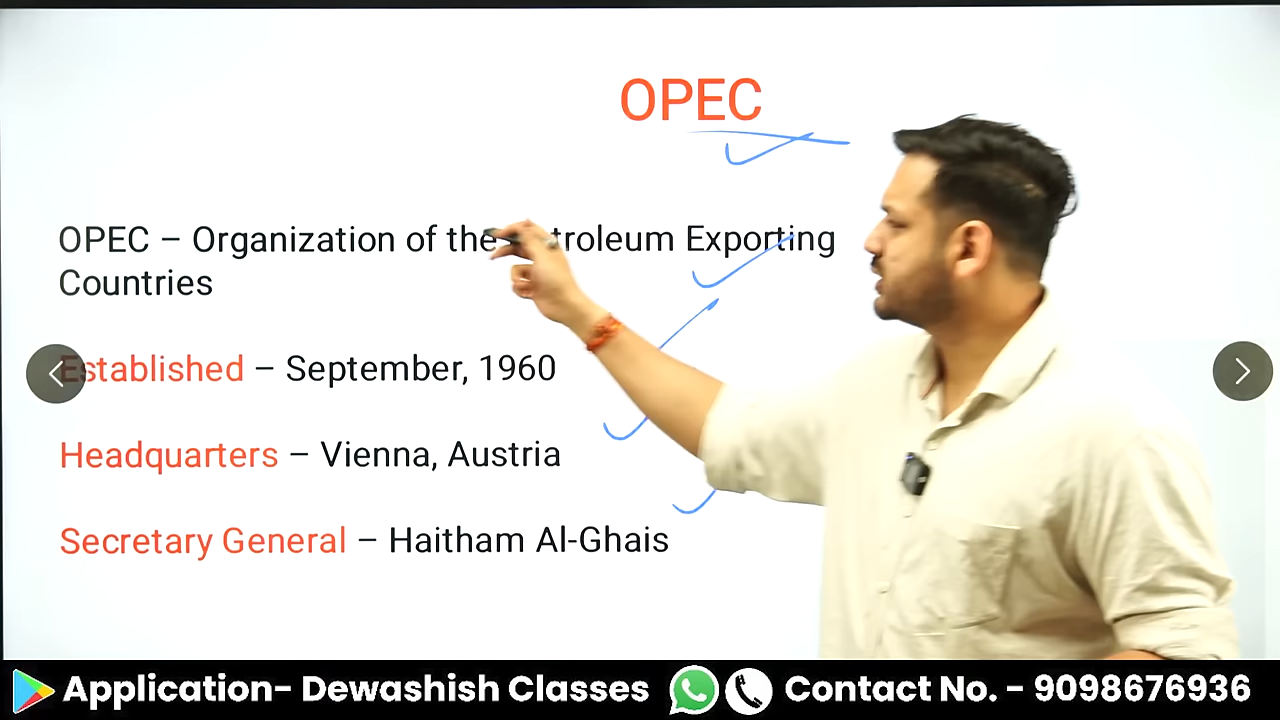 OPEC
OPEC – Organization of the troleum Exporting
Countries
Established – September, 1960
Headquarters – Vienna, Austria
Secretary General – Haitham Al-Ghais
Application- Dewashish Classes Contact No. - 9098676936